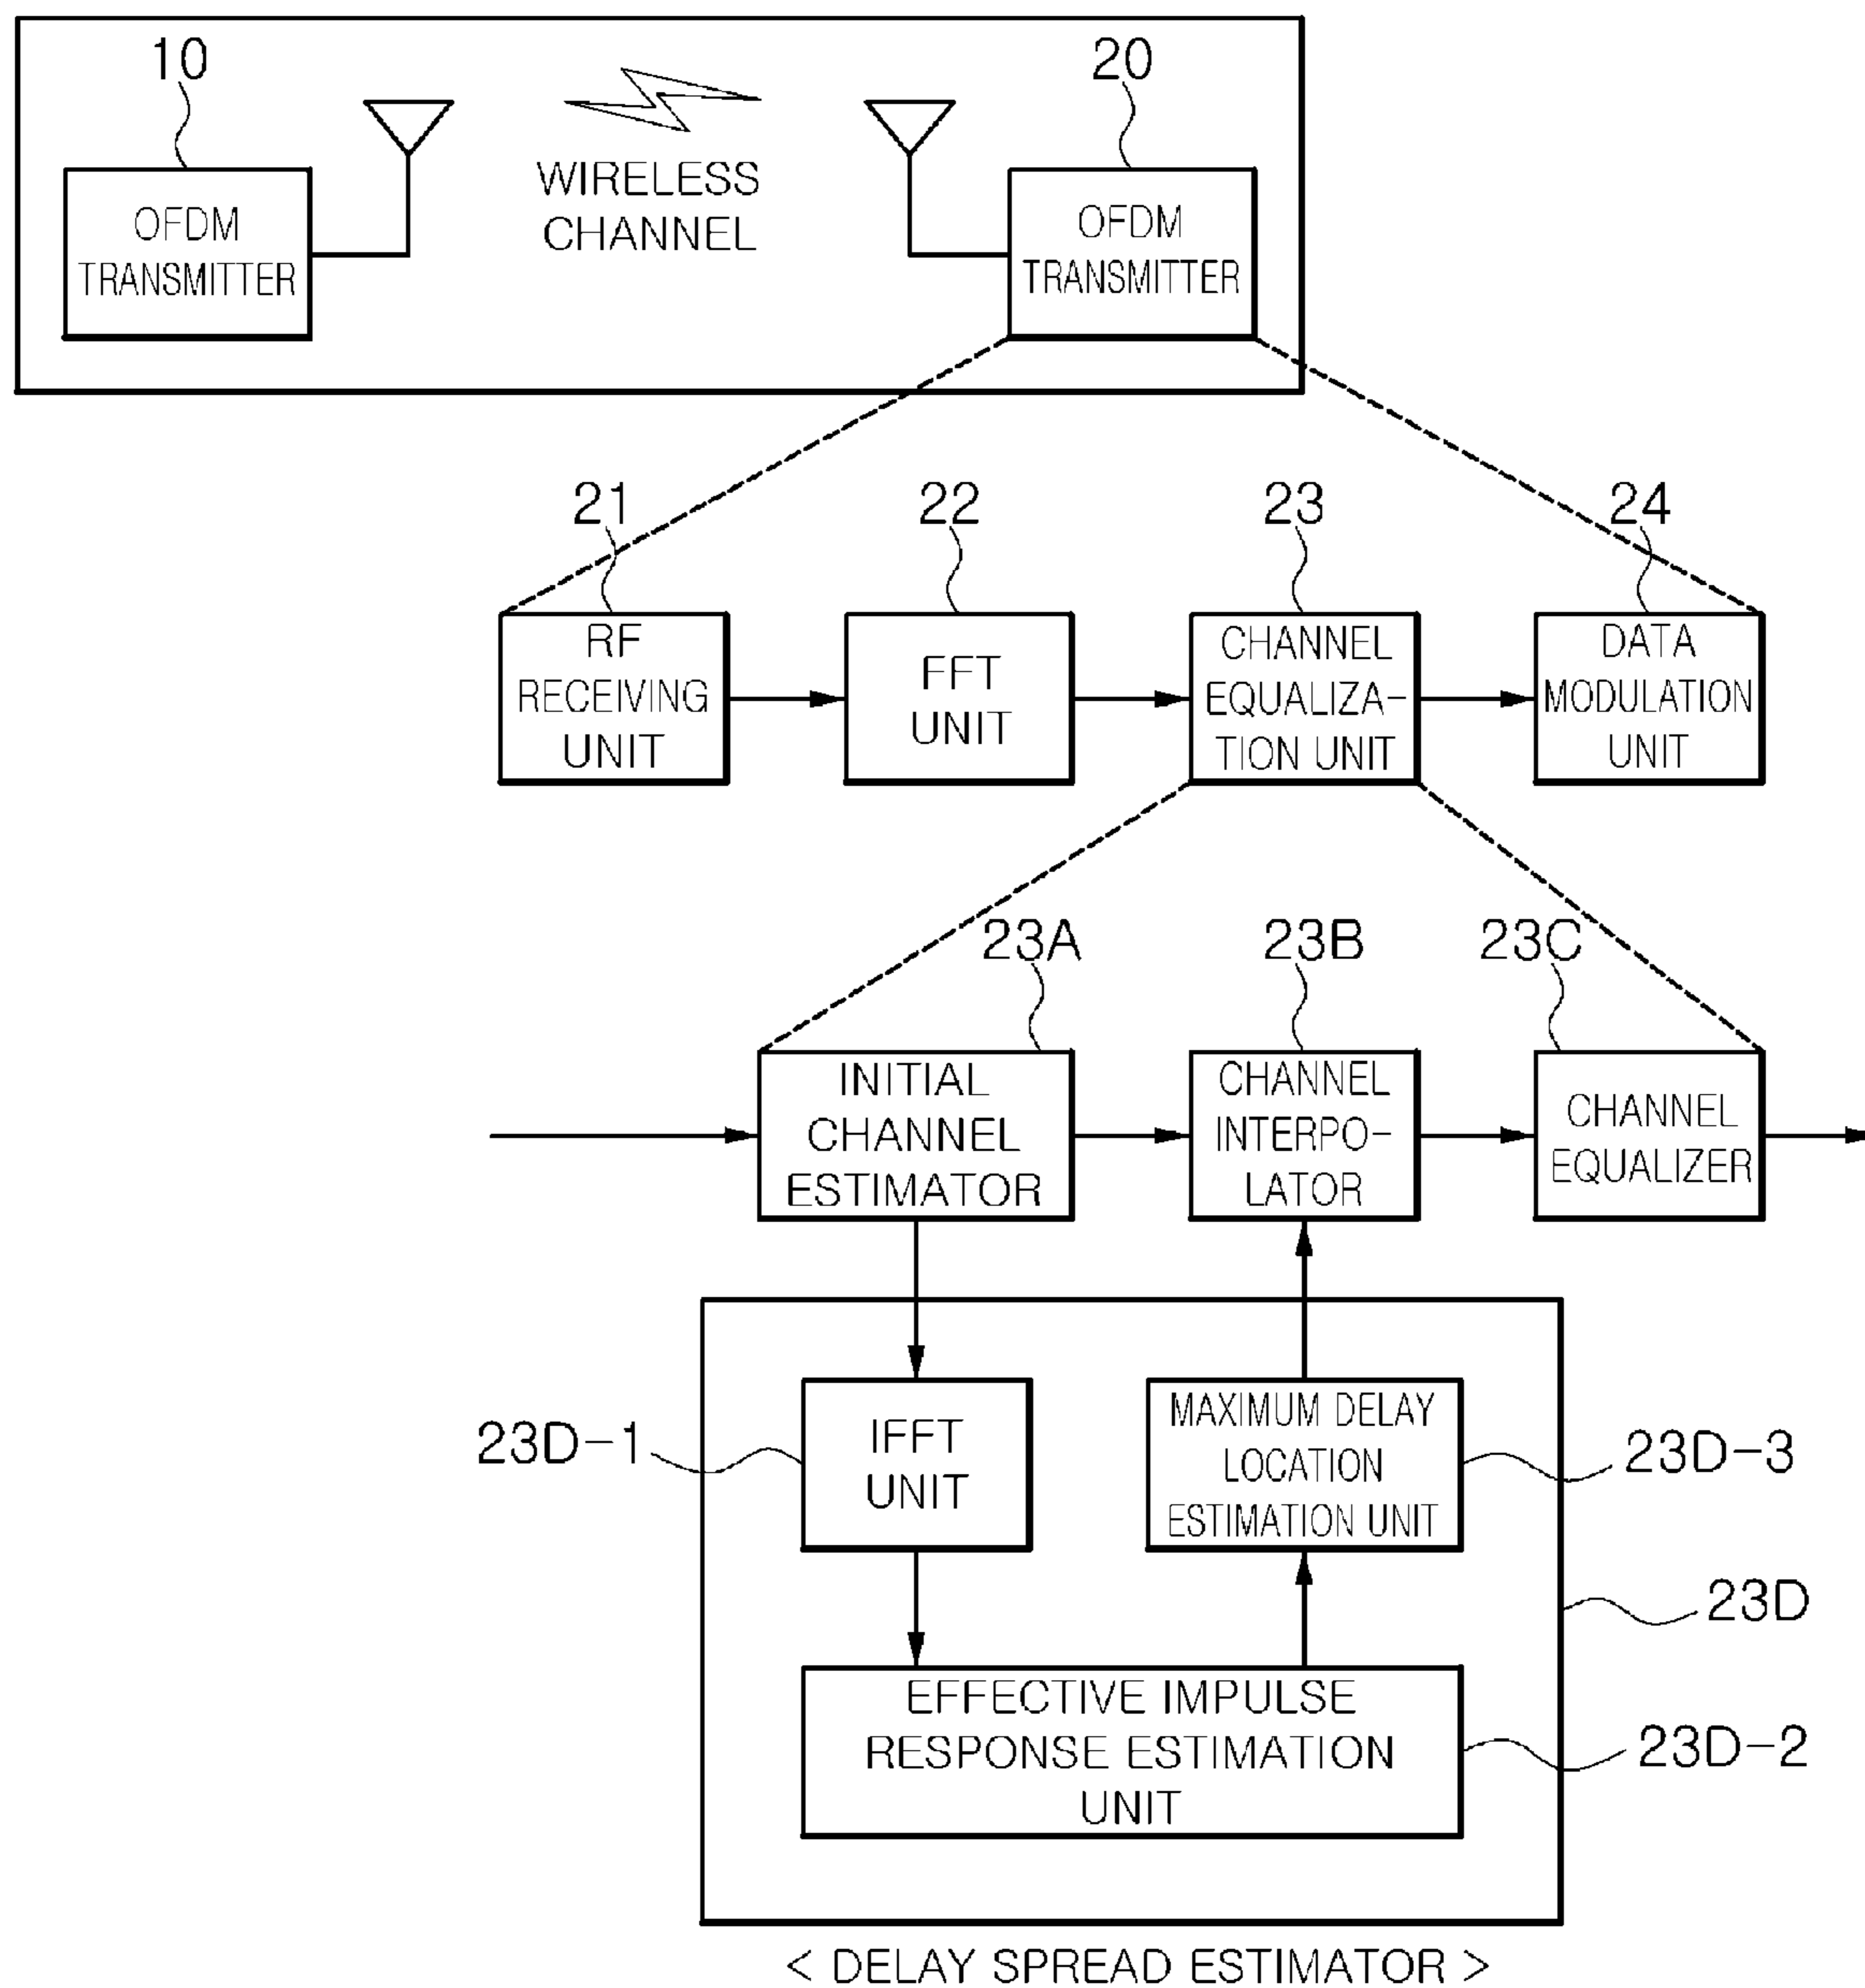 10
20
WIRELESS
CHANNEL
OFDM
TRANSMITTER
OFDM
TRANSMITTER
21
22
23
24
RF
RECEIVING
UNIT
FFT
UNIT
CHANNEL
EQUALIZA-
TION UNIT
DATA
MODULATION
UNIT
23A
23B
23C
INITIAL
CHANNEL
ESTIMATOR
CHANNEL
INTERPO-
LATOR
CHANNEL
EQUALIZER
23D-1
IFFT
UNIT
MAXIMUM DELAY
LOCATION
ESTIMATION UNIT
23D-3
23D
EFFECTIVE IMPULSE
RESPONSE ESTIMATION
UNIT
23D-2
< DELAY SPREAD ESTIMATOR >